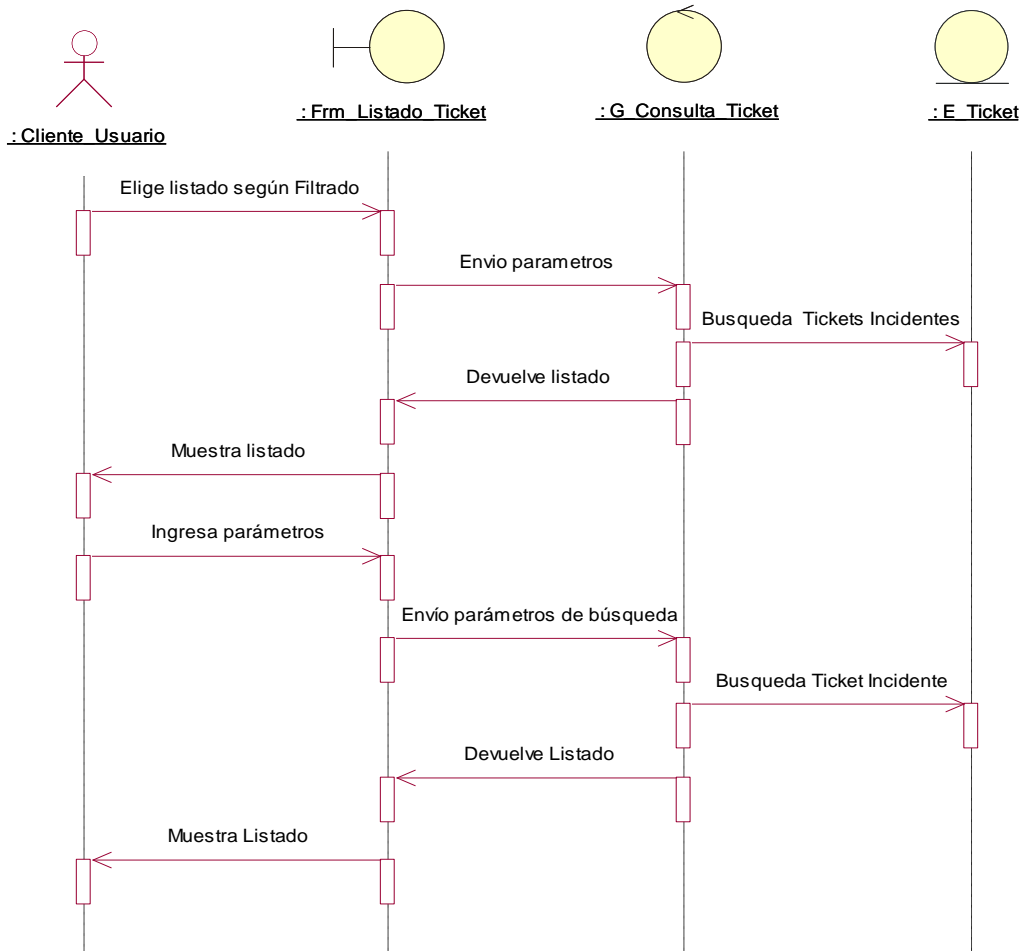 : Cliente_Usuario
: Frm_Listado_Ticket
: G_Consulta_Ticket
: E_Ticket
Elige listado según Filtrado
Envio parametros
Busqueda Tickets Incidentes
Devuelve listado
Muestra listado
Ingresa parámetros
Envío parámetros de búsqueda
Busqueda Ticket Incidente
Devuelve Listado
Muestra Listado